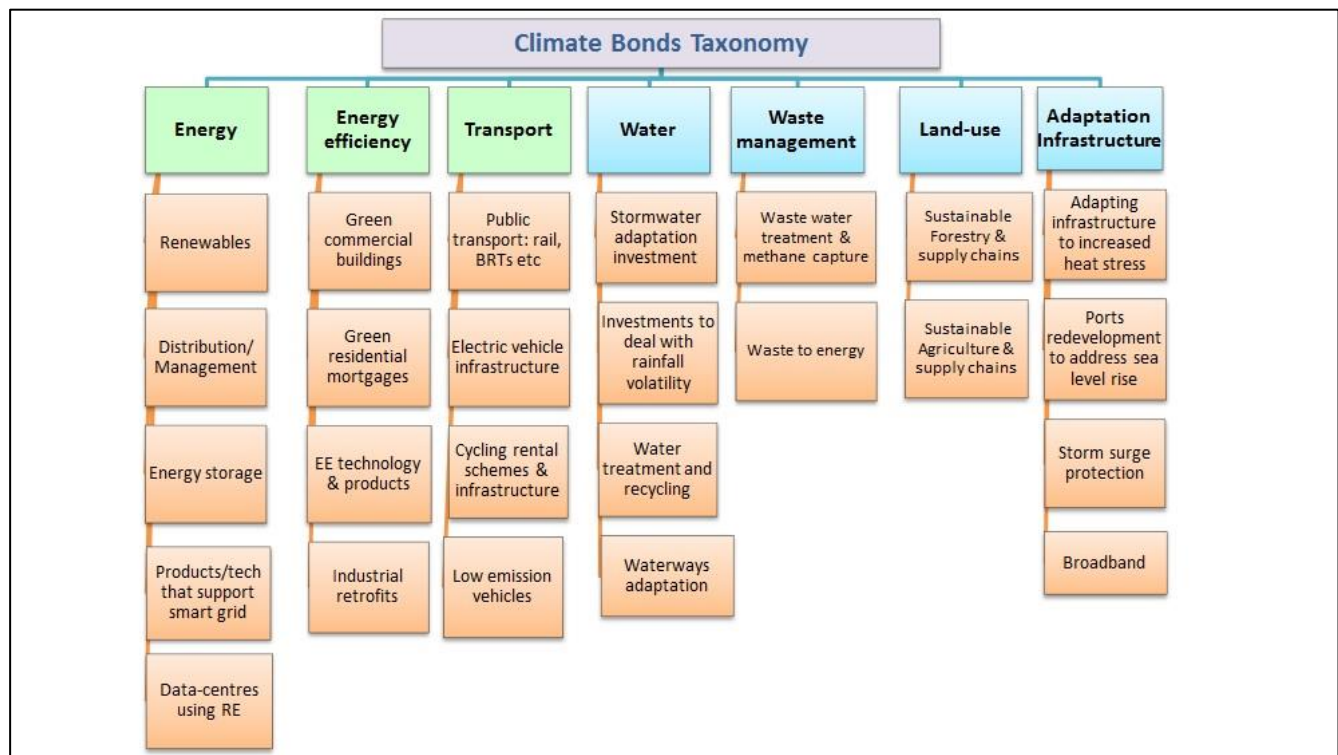 Climate Bonds Taxonomy
Energy
Renewables
Distribution/
Management
Energy storage
Products/tech
that support
smart grid
Data-centres
using RE
Energy
efficiency
Green
commercial
buildings
Green
residential
mortgages
EE technology
& products
Industrial
retrofits
Transport
Public
transport: rail,
BRTs etc
Electric vehicle
infrastructure
Cycling rental
schemes &
infrastructure
Low emission
vehicles
Water
Stormwater
adaptation
investment
Investments to
deal with
rainfall
volatility
Water
treatment and
recycling
Waterways
adaptation
Waste
management
Waste water
treatment &
methane capture
Waste to energy
Land-use
Sustainable
Forestry &
supply chains
Sustainable
Agriculture &
supply chains
Adaptation
Infrastructure
Adapting
infrastructure
to increased
heat stress
Ports
redevelopment
to address sea
level rise
Storm surge
protection
Broadband